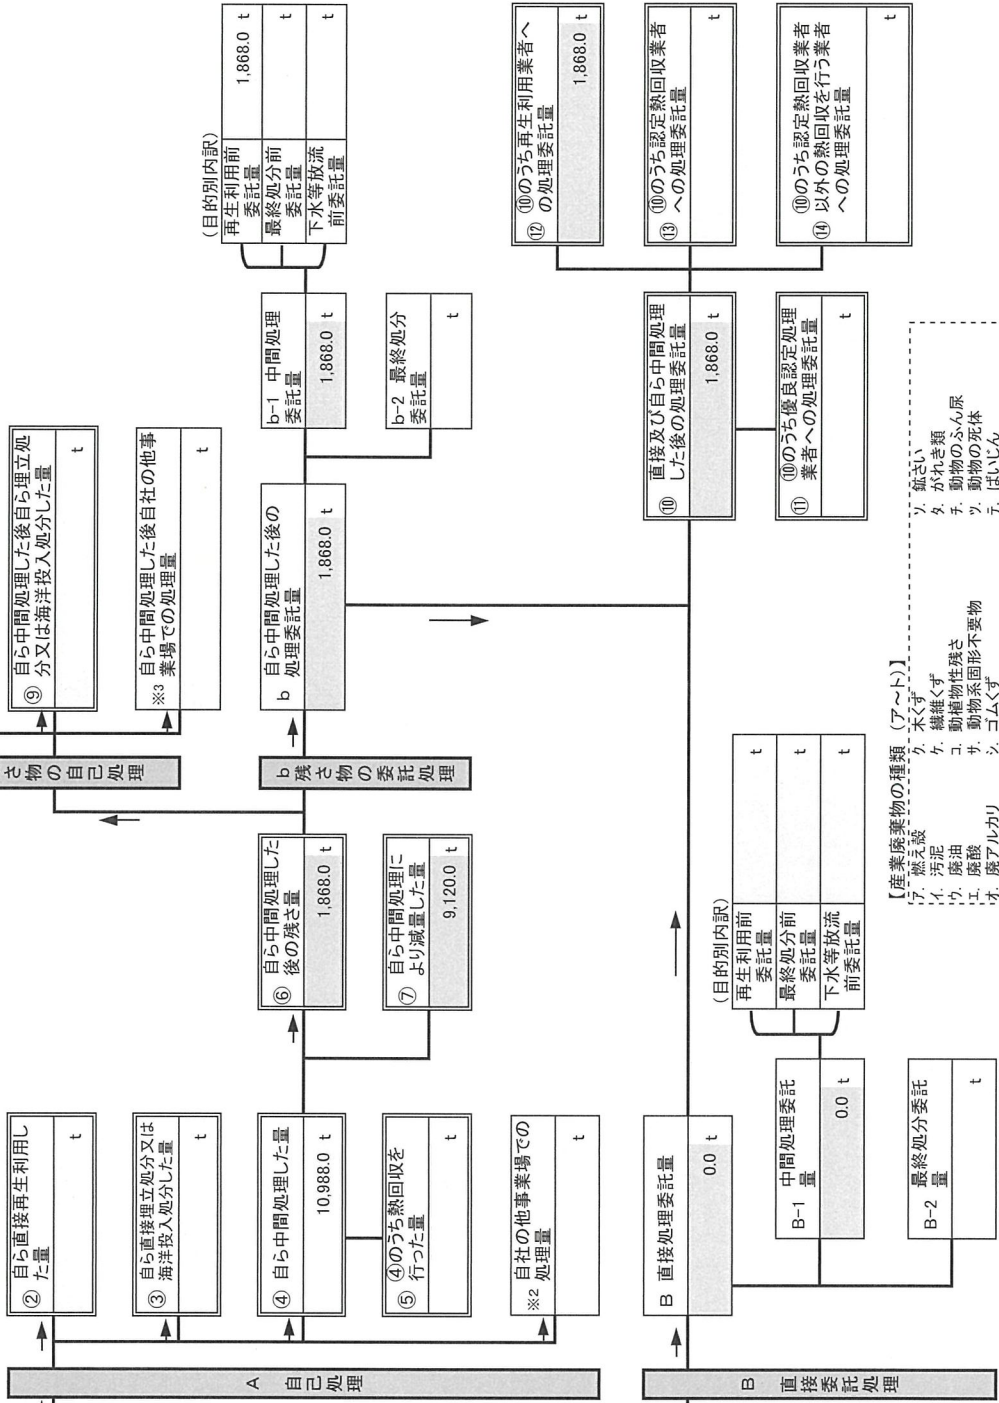 A 自己処理
② 自ら直接再生利用し
た量
t
③ 自ら直接埋立処分又は
海洋投入処分した量
t
④ 自ら中間処理した量
10,988.0 t
⑤ ④のうち熱回収を
行った量
t
※2 自社の他事業場での
処理量
t
⑥ 自ら中間処理した
後の残さ量
1,868.0 t
⑦ 自ら中間処理に
より減量した量
9,120.0 t
さ物の自己処理
⑨ 自ら中間処理した後自ら埋立処
分又は海洋投入処分した量
t
※3 自ら中間処理した後自社の他事
業場での処理量
t
b 残さ物の委託処理
b 自ら中間処理した後の
処理委託量
1,868.0 t
b-1 中間処理
委託量
1,868.0 t
b-2 最終処分
委託量
t
(目的別内訳)
再生利用前
委託量
1,868.0 t
最終処分前
委託量
t
下水等放流
前委託量
t
B 直接委託処理
B 直接処理委託量
0.0 t
B-1 中間処理委託
量
0.0 t
B-2 最終処分委託
量
t
(目的別内訳)
再生利用前
委託量
t
最終処分前
委託量
t
下水等放流
前委託量
t
⑩ 直接及び自ら中間処理
した後の処理委託量
1,868.0 t
⑪ ⑩のうち優良認定処理
業者への処理委託量
t
⑫ ⑩のうち再生利用業者へ
の処理委託量
1,868.0 t
⑬ ⑩のうち認定熱回収業者
への処理委託量
t
⑭ ⑩のうち認定熱回収業者
以外の熱回収を行う業者
への処理委託量
t
【産業廃棄物の種類 (ア～ト)】
ア. 燃え殻
イ. 汚泥
ウ. 廃油
エ. 廃酸
オ. 廃アルカリ
ク. 木くず
ケ. 繊維くず
コ. 動植物性残さ
サ. 動物系固形不要物
シ. ゴムくず
ソ. 鉱さい
タ. がれき類
チ. 動物のふん尿
ツ. 動物の死体
テ. ばいじん